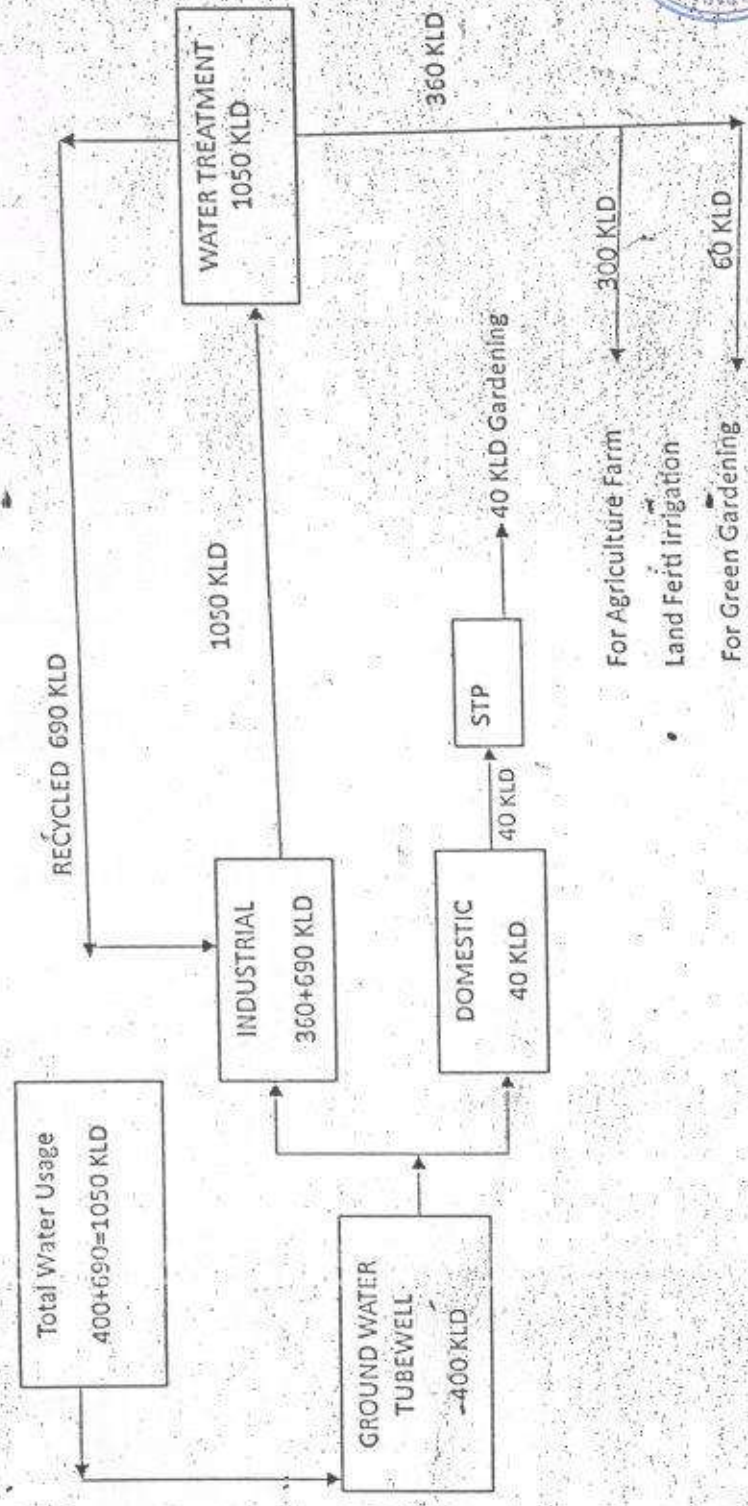 Total Water Usage
400+690=1050 KLD
GROUND WATER
TUBEWELL
-400 KLD
RECYCLED 690 KLD
INDUSTRIAL
360+690 KLD
1050 KLD
WATER TREATMENT
1050 KLD
360 KLD
DOMESTIC
40 KLD
40 KLD
STP
40 KLD Gardening
For Agriculture Farm
300 KLD
Land Ferti irrigation
For Green Gardening
60 KLD